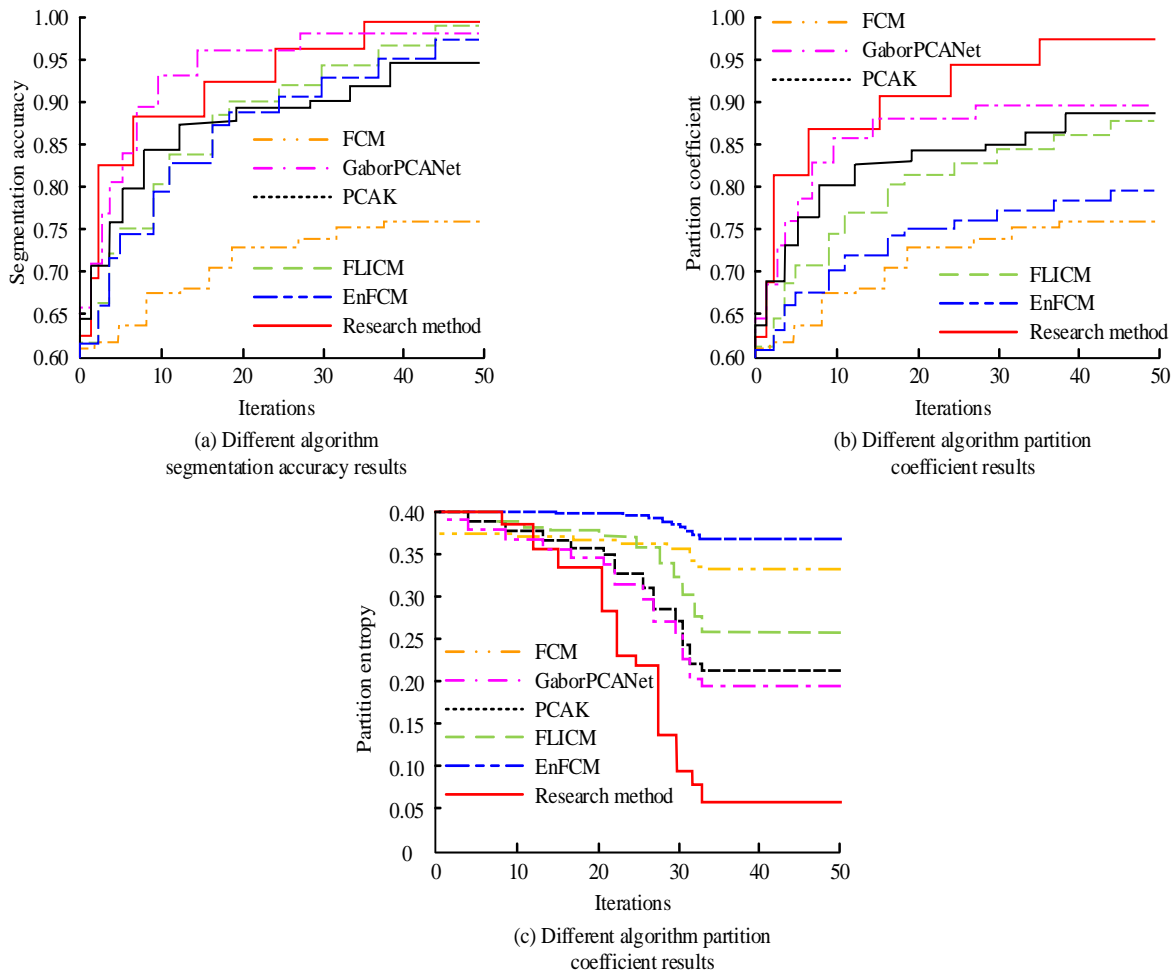 1.00
0.95
0.90
0.85
0.80
0.75
0.70
0.65
0.60
Segmentation accuracy
FCM
GaborPCANet
PCAK
FLICM
EnFCM
Research method
0 10 20 30 40 50
Iterations
(a) Different algorithm
segmentation accuracy results
1.00
0.95
0.90
0.85
0.80
0.75
0.70
0.65
0.60
Partition coefficient
FCM
GaborPCANet
PCAK
FLICM
EnFCM
Research method
0 10 20 30 40 50
Iterations
(b) Different algorithm partition
coefficient results
0.40
0.35
0.30
0.25
0.20
0.15
0.10
0.05
0
Partition entropy
FCM
GaborPCANet
PCAK
FLICM
EnFCM
Research method
0 10 20 30 40 50
Iterations
(c) Different algorithm partition
coefficient results